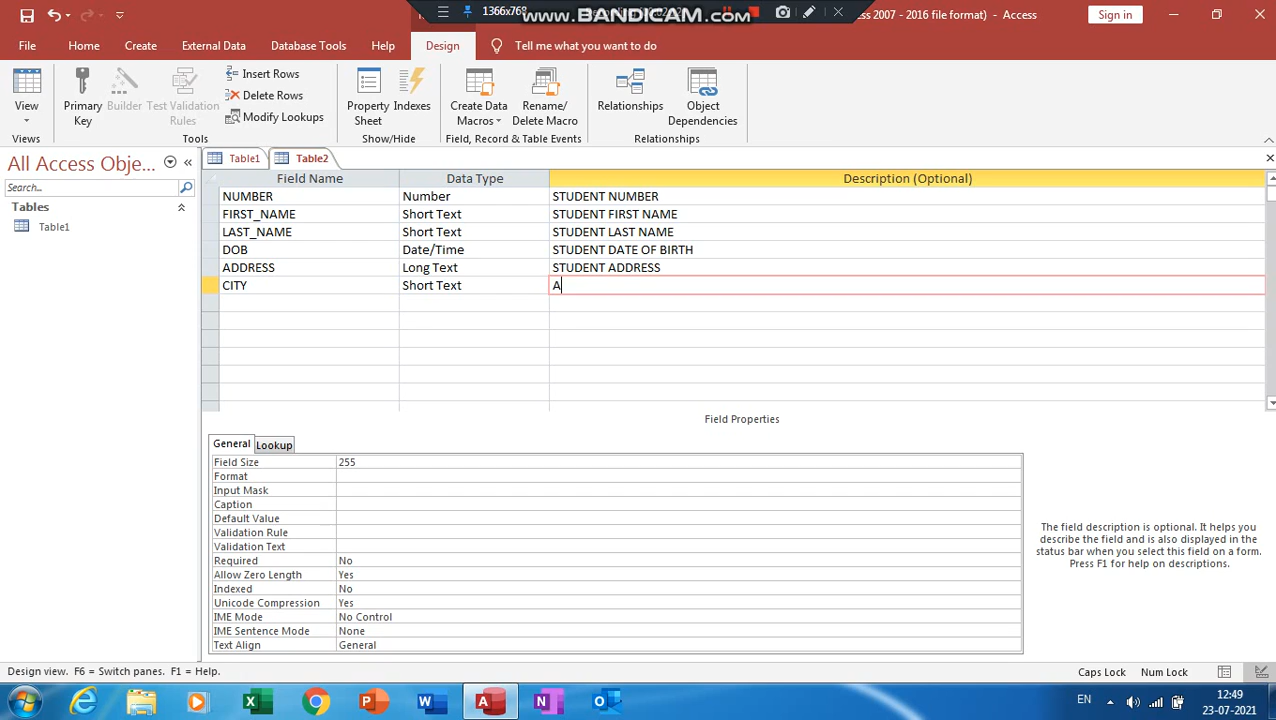 1366x768
www.BANDICAM.com
ess 2007 - 2016 file format) - Access
Sign in
File Home Create External Data Database Tools Help Design Tell me what you want to do
View
Views
Primary Key
Builder
Test Validation Rules
Insert Rows
Delete Rows
Modify Lookups
Tools
Property Sheet
Indexes
Show/Hide
Create Data Macros
Rename/ Delete Macro
Field, Record & Table Events
Relationships
Object Dependencies
Relationships
All Access Obje...
Search...
Tables
Table1
Table1 Table2
Field Name Data Type Description (Optional)
NUMBER Number STUDENT NUMBER
FIRST_NAME Short Text STUDENT FIRST NAME
LAST_NAME Short Text STUDENT LAST NAME
DOB Date/Time STUDENT DATE OF BIRTH
ADDRESS Long Text STUDENT ADDRESS
CITY Short Text A
Field Properties
General Lookup
Field Size 255
Format
Input Mask
Caption
Default Value
Validation Rule
Validation Text
Required No
Allow Zero Length Yes
Indexed No
Unicode Compression Yes
IME Mode No Control
IME Sentence Mode None
Text Align General
The field description is optional. It helps you
describe the field and is also displayed in the
status bar when you select this field on a form.
Press F1 for help on descriptions.
Design view. F6 = Switch panes. F1 = Help.
Caps Lock Num Lock
EN
12:49
23-07-2021